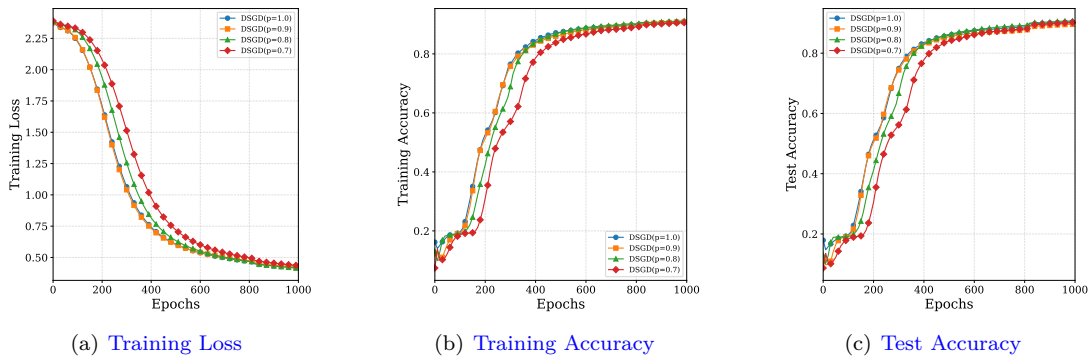 2.25
2.00
1.75
1.50
1.25
1.00
0.75
0.50
0
200
400
600
800
1000
Training Loss
Epochs
DSGD(p=1.0)
DSGD(p=0.9)
DSGD(p=0.8)
DSGD(p=0.7)
(a) Training Loss
0.8
0.6
0.4
0.2
0
200
400
600
800
1000
Training Accuracy
Epochs
DSGD(p=1.0)
DSGD(p=0.9)
DSGD(p=0.8)
DSGD(p=0.7)
(b) Training Accuracy
0.8
0.6
0.4
0.2
0
200
400
600
800
1000
Test Accuracy
Epochs
DSGD(p=1.0)
DSGD(p=0.9)
DSGD(p=0.8)
DSGD(p=0.7)
(c) Test Accuracy